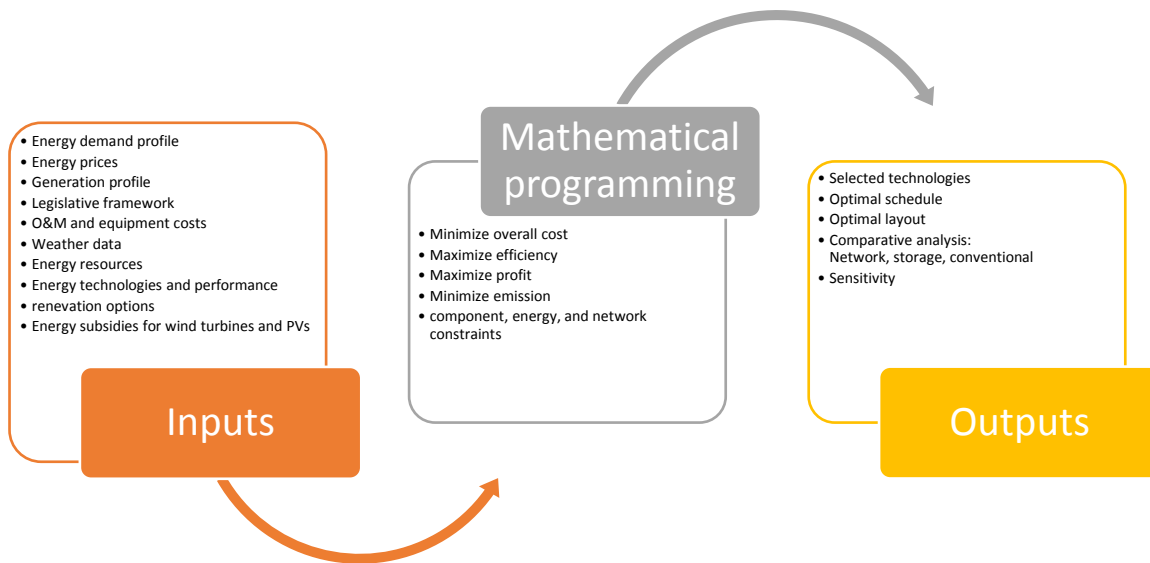 • Energy demand profile
• Energy prices
• Generation profile
• Legislative framework
• O&M and equipment costs
• Weather data
• Energy resources
• Energy technologies and performance
• renevation options
• Energy subsidies for wind turbines and PVs
Inputs
Mathematical
programming
• Minimize overall cost
• Maximize efficiency
• Maximize profit
• Minimize emission
• component, energy, and network
constraints
• Selected technologies
• Optimal schedule
• Optimal layout
• Comparative analysis:
Network, storage, conventional
• Sensitivity
Outputs